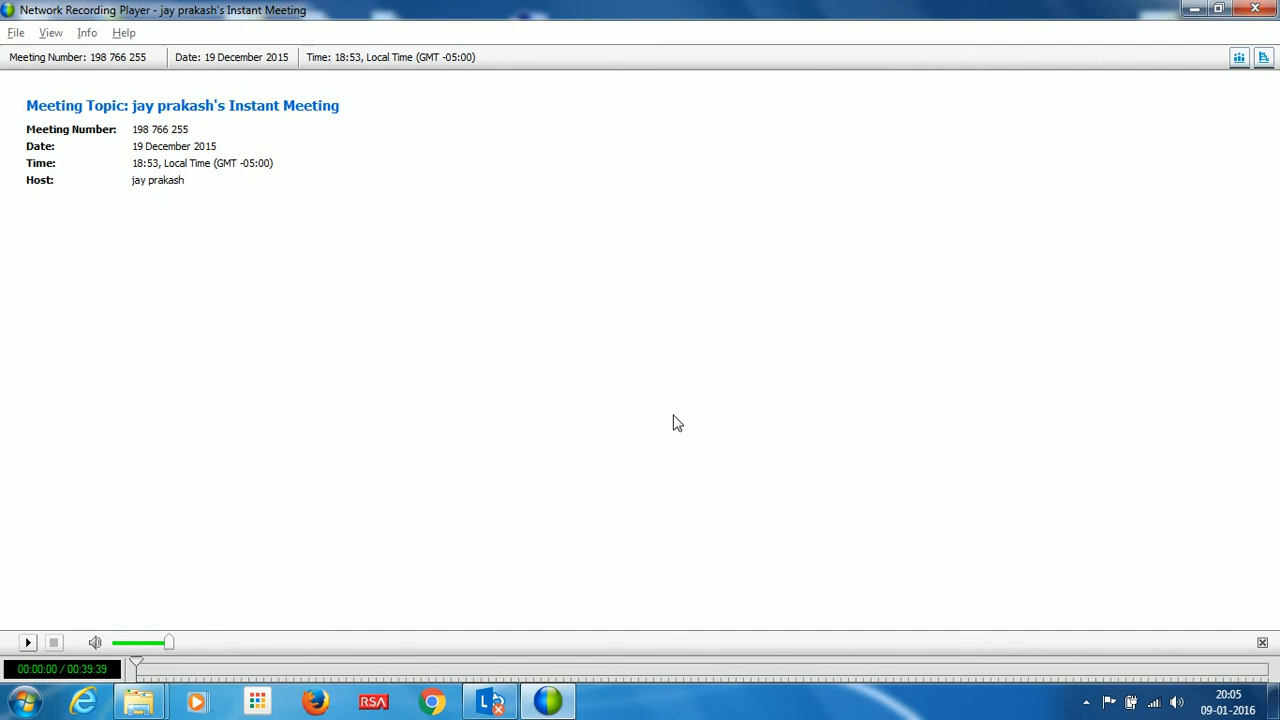 Network Recording Player - jay prakash's Instant Meeting
File View Info Help
Meeting Number: 198 766 255 Date: 19 December 2015 Time: 18:53, Local Time (GMT -05:00)
Meeting Topic: jay prakash's Instant Meeting
Meeting Number: 198 766 255
Date: 19 December 2015
Time: 18:53, Local Time (GMT -05:00)
Host: jay prakash
00:00:00 / 00:39:39
RSA
20:05
09-01-2016